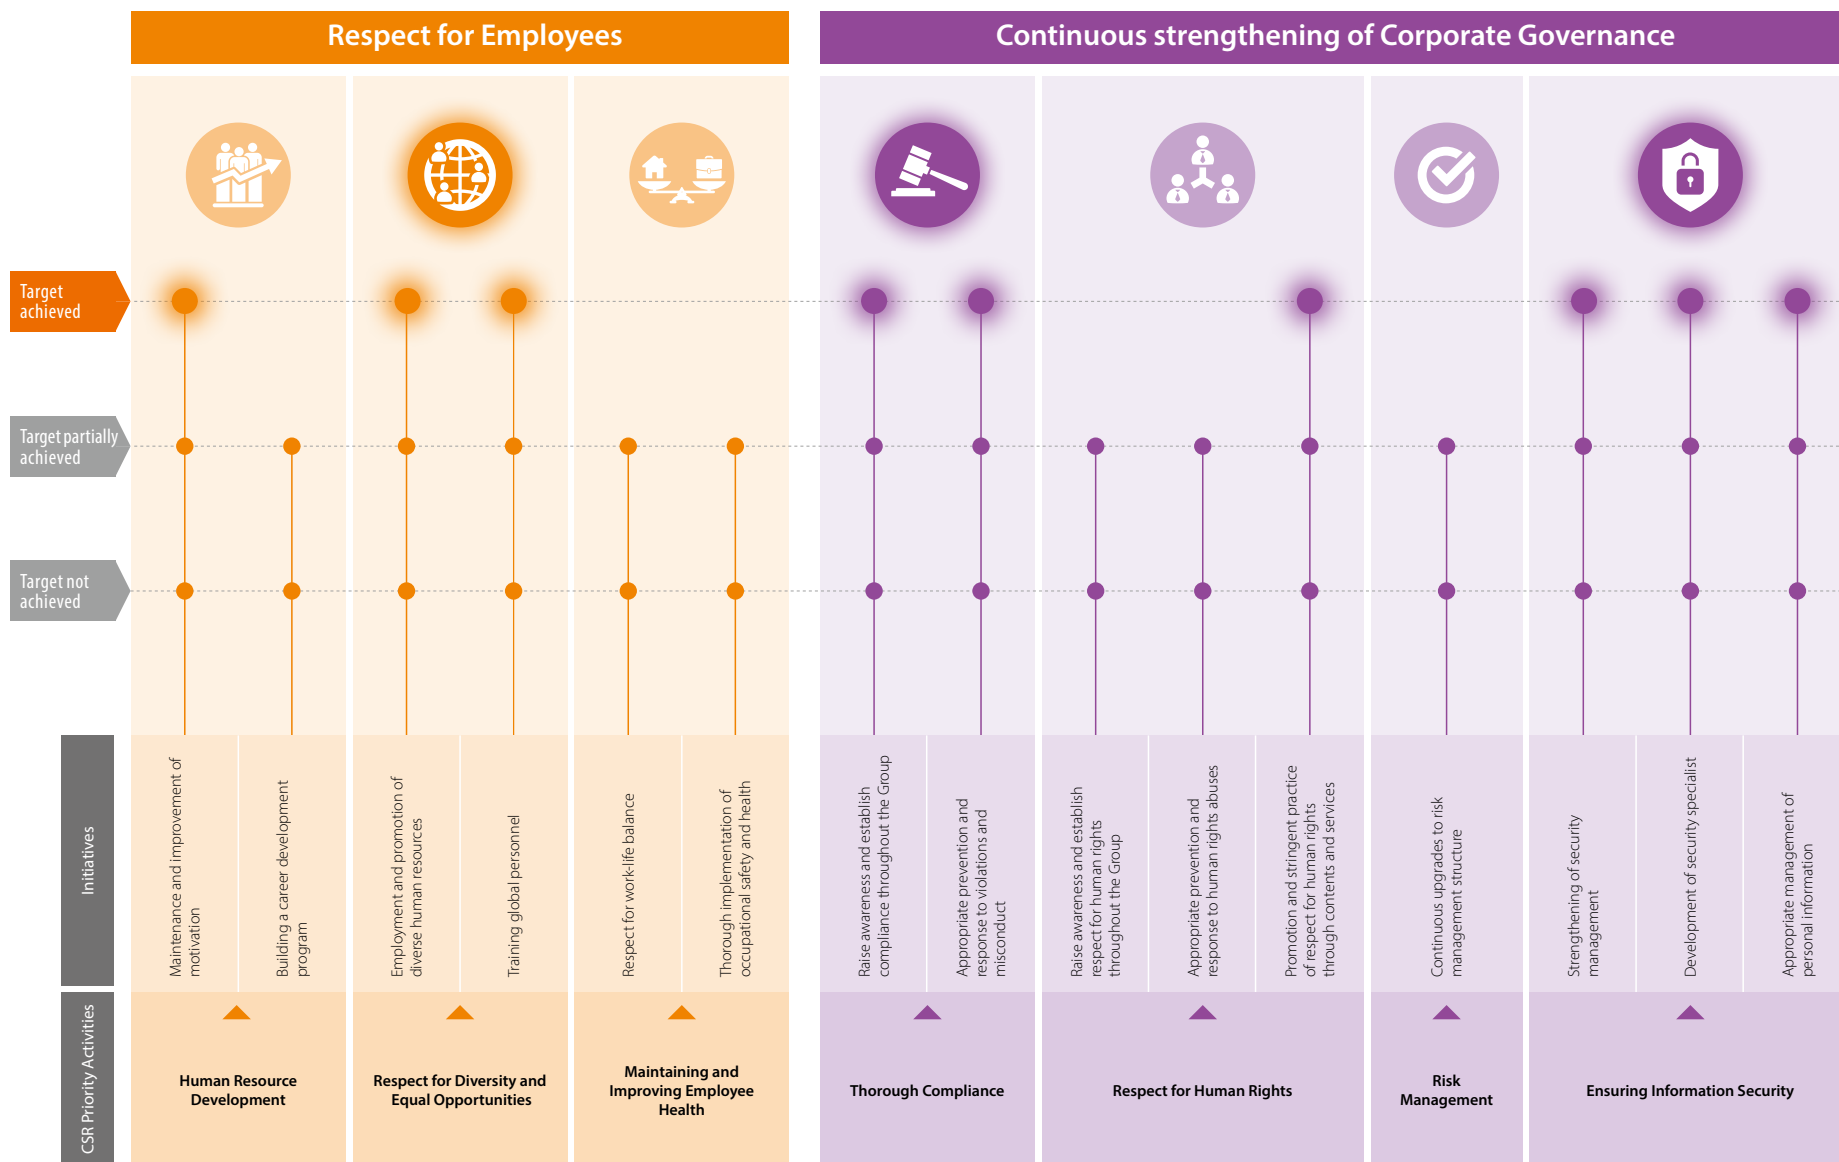 Respect for Employees
Continuous strengthening of Corporate Governance
Target
achieved
Target partially
achieved
Target not
achieved
Initiatives
Maintenance and improvement of
motivation
Building a career development
program
Employment and promotion of
diverse human resources
Training global personnel
Respect for work-life balance
Thorough implementation of
occupational safety and health
Raise awareness and establish
compliance throughout the Group
Appropriate prevention and
response to violations and
misconduct
Raise awareness and establish
respect for human rights
throughout the Group
Appropriate prevention and
response to human rights abuses
Promotion and stringent practice
of respect for human rights
through contents and services
Continuous upgrades to risk
management structure
Strengthening of security
management
Development of security specialist
Appropriate management of
personal information
CSR Priority Activities
Human Resource
Development
Respect for Diversity and
Equal Opportunities
Maintaining and
Improving Employee
Health
Thorough Compliance
Respect for Human Rights
Risk
Management
Ensuring Information Security